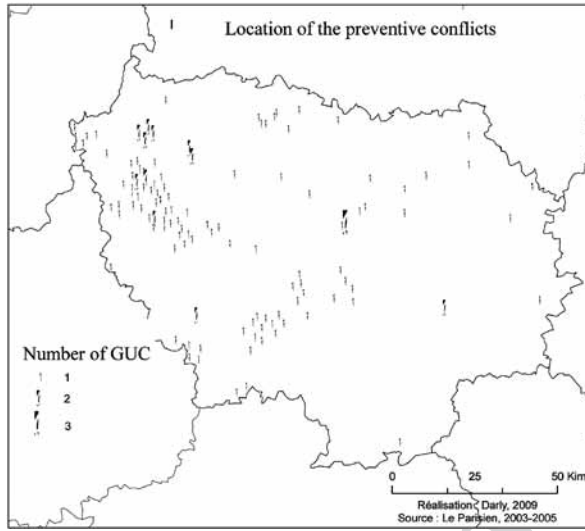 Location of the preventive conflicts
Number of GUC
1
2
3
0 25 50 Km
Réalisation: Darly, 2009
Source : Le Parisien, 2003-2005